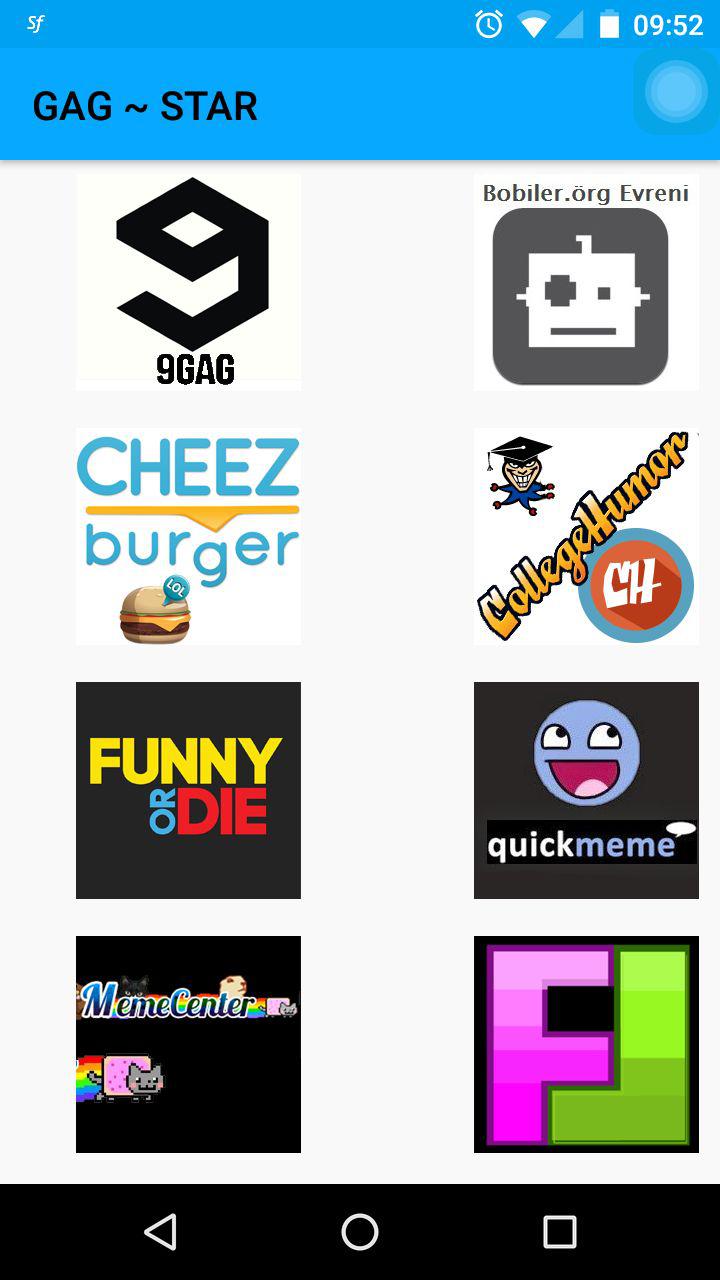 Sf
09:52
GAG ~ STAR
9
9GAG
Bobiler.örg Evreni
CHEEZ
burger
LOL
CollegeHumor
CH
FUNNY
OR DIE
quickmeme
MemeCenter